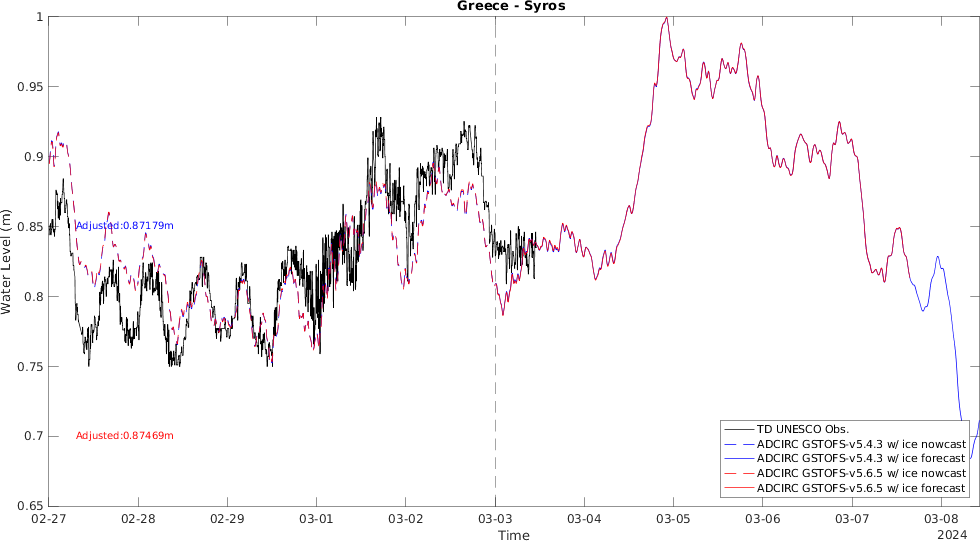 Greece - Syros
1
0.95
0.9
0.85
0.8
0.75
0.7
0.65
Water Level (m)
Adjusted:0.87179m
Adjusted:0.87469m
TD UNESCO Obs.
ADCIRC GSTOFS-v5.4.3 w/ ice nowcast
ADCIRC GSTOFS-v5.4.3 w/ ice forecast
ADCIRC GSTOFS-v5.6.5 w/ ice nowcast
ADCIRC GSTOFS-v5.6.5 w/ ice forecast
02-27 02-28 02-29 03-01 03-02 03-03 03-04 03-05 03-06 03-07 03-08
Time
2024